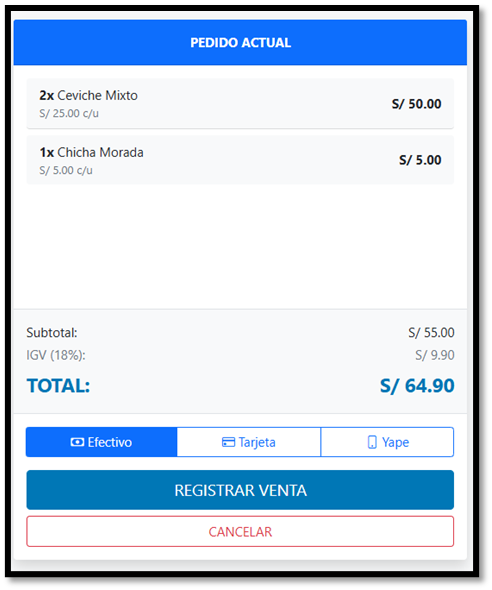 PEDIDO ACTUAL
2x Ceviche Mixto
S/ 25.00 c/u
S/ 50.00
1x Chicha Morada
S/ 5.00 c/u
S/ 5.00
Subtotal: S/ 55.00
IGV (18%): S/ 9.90
TOTAL: S/ 64.90
Efectivo Tarjeta Yape
REGISTRAR VENTA
CANCELAR